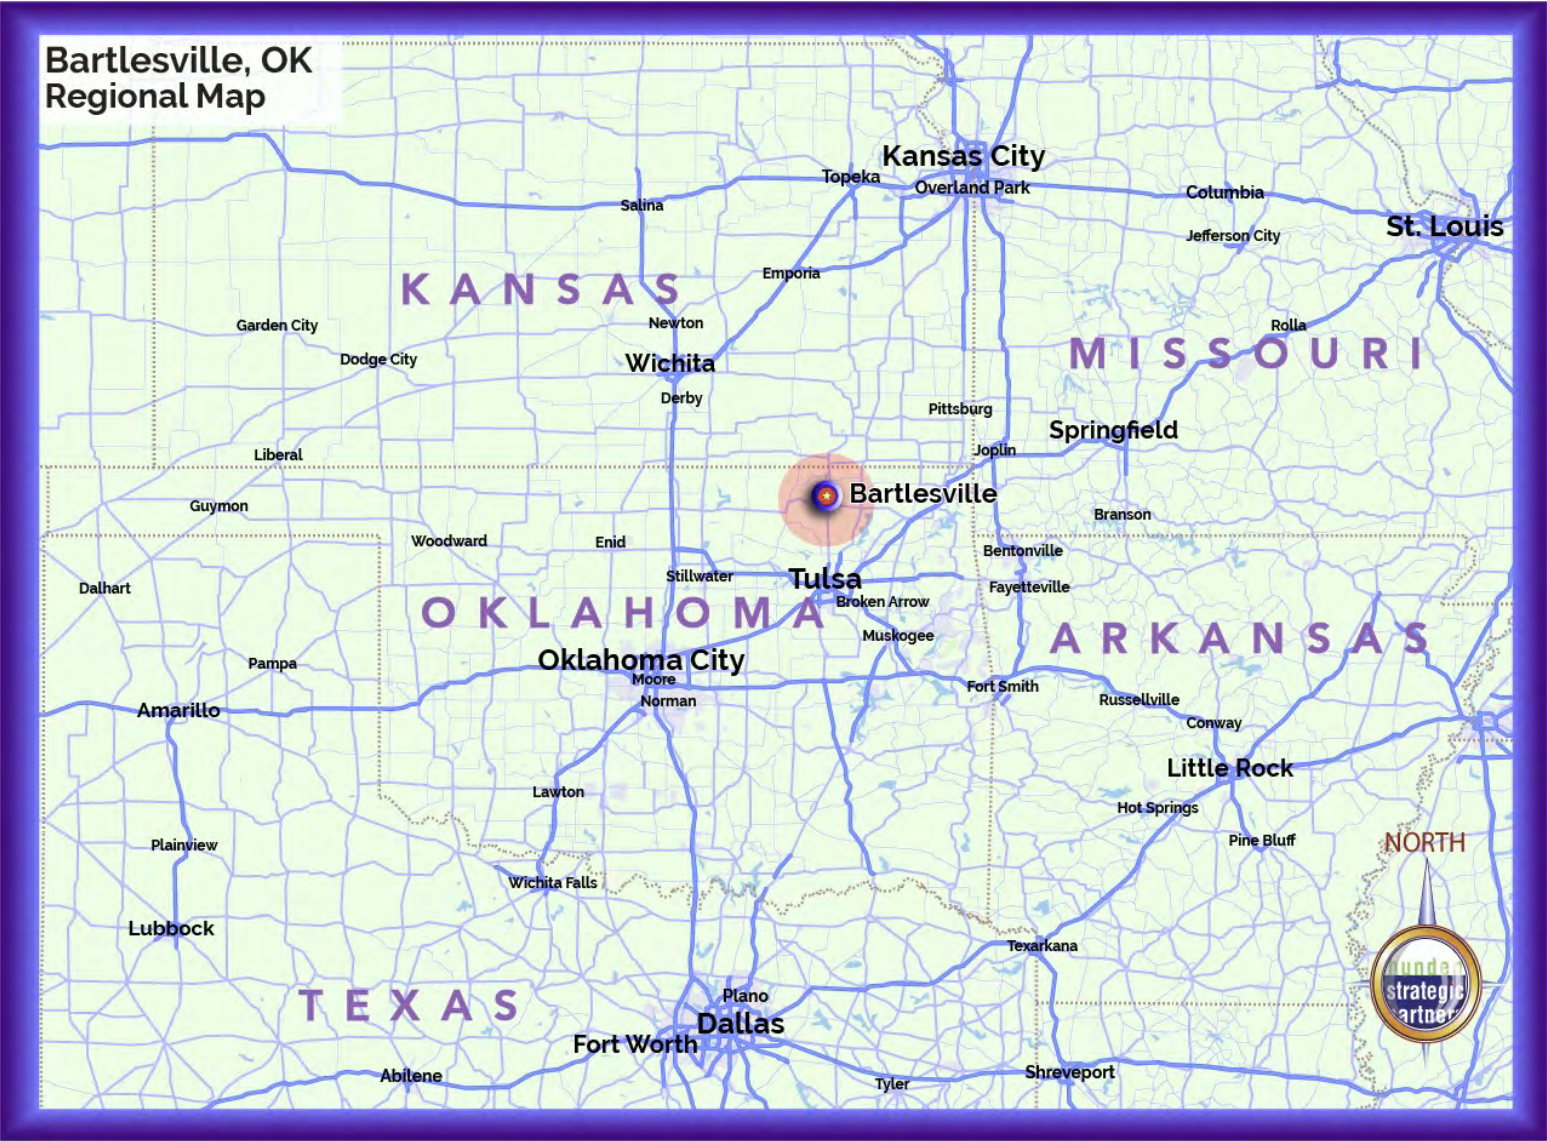 Bartlesville, OK
Regional Map
Kansas City
Topeka
Overland Park
Columbia
Salina
St. Louis
Jefferson City
Emporia
KANSAS
Newton
Garden City
Rolla
Dodge City
Wichita
MISSOURI
Derby
Pittsburg
Springfield
Liberal
Joplin
Bartlesville
Guymon
Branson
Woodward
Enid
Bentonville
Stillwater
Tulsa
Dalhart
Fayetteville
Broken Arrow
OKLAHOMA
Muskogee
ARKANSAS
Pampa
Oklahoma City
Moore
Fort Smith
Norman
Russellville
Amarillo
Conway
Little Rock
Lawton
Hot Springs
Plainview
Pine Bluff
NORTH
Wichita Falls
Lubbock
Texarkana
strategic
Plano
TEXAS
Dallas
Fort Worth
Abilene
Tyler
Shreveport